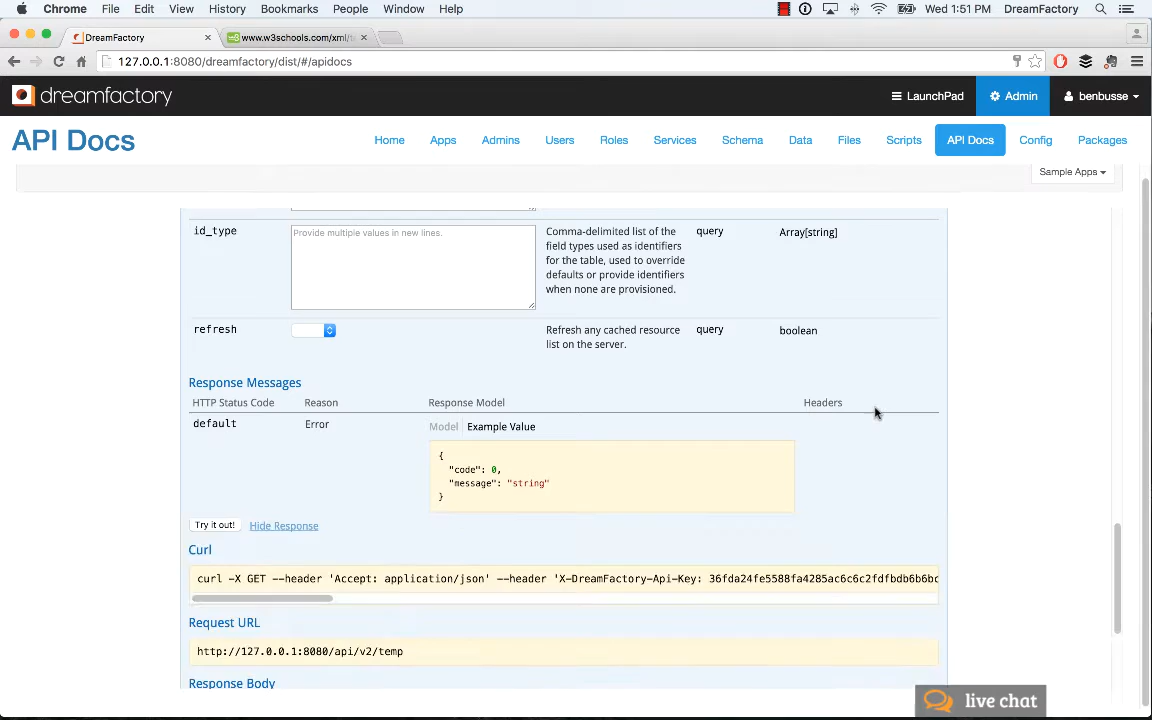 Chrome File Edit View History Bookmarks People Window Help Wed 1:51 PM DreamFactory
DreamFactory www.w3schools.com/xml/t
127.0.0.1:8080/dreamfactory/dist/#/apidocs
dreamfactory LaunchPad Admin benbusse
API Docs Home Apps Admins Users Roles Services Schema Data Files Scripts API Docs Config Packages
Sample Apps
id_type Provide multiple values in new lines. Comma-delimited list of the query Array[string]
field types used as identifiers
for the table, used to override
defaults or provide identifiers
when none are provisioned.
refresh Refresh any cached resource query boolean
list on the server.
Response Messages
HTTP Status Code Reason Response Model Headers
default Error Model Example Value
{
"code": 0,
"message": "string"
}
Try it out! Hide Response
Curl
curl -X GET --header 'Accept: application/json' --header 'X-DreamFactory-Api-Key: 36fda24fe5588fa4285ac6c6c2fdfbdb6b6bc
Request URL
http://127.0.0.1:8080/api/v2/temp
Response Body
live chat